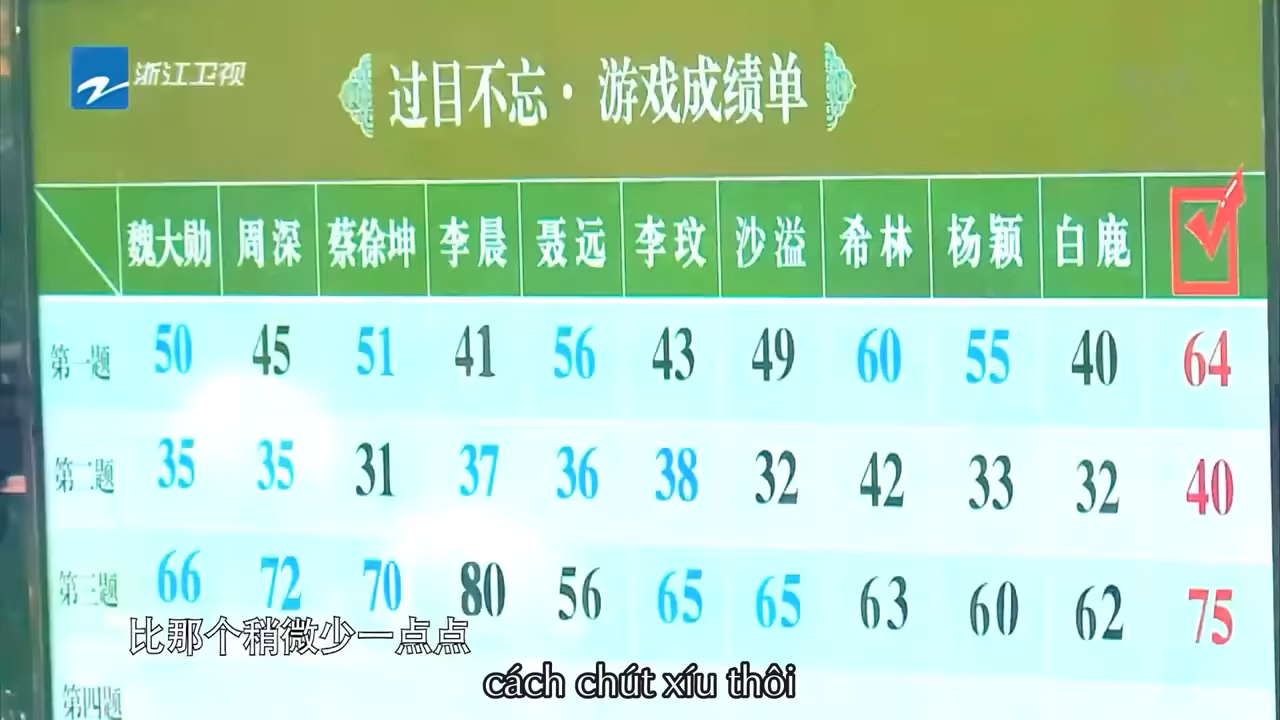 浙江卫视
过目不忘·游戏成绩单
魏大勋 周深 蔡徐坤 李晨 聂远 李玟 沙溢 希林 杨颖 白鹿
第一题 50 45 51 41 56 43 49 60 55 40 64
第二题 35 35 31 37 36 38 32 42 33 32 40
第三题 66 72 70 80 56 65 65 63 60 62 75
比那个稍微少一点点
第四题
cách chút xíu thôi